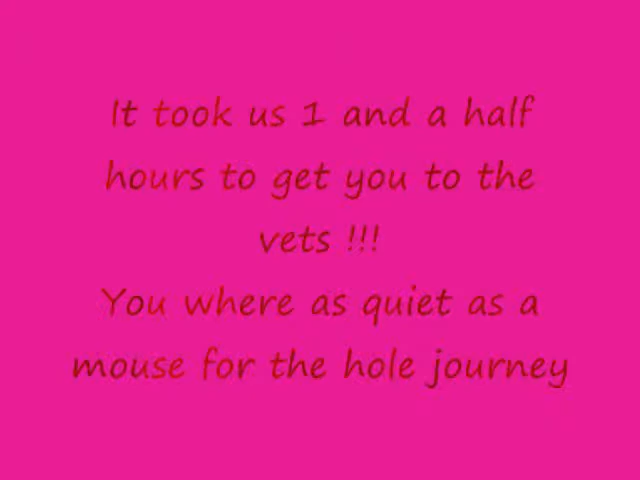 It took us 1 and a half
hours to get you to the
vets !!!
You where as quiet as a
mouse for the hole journey